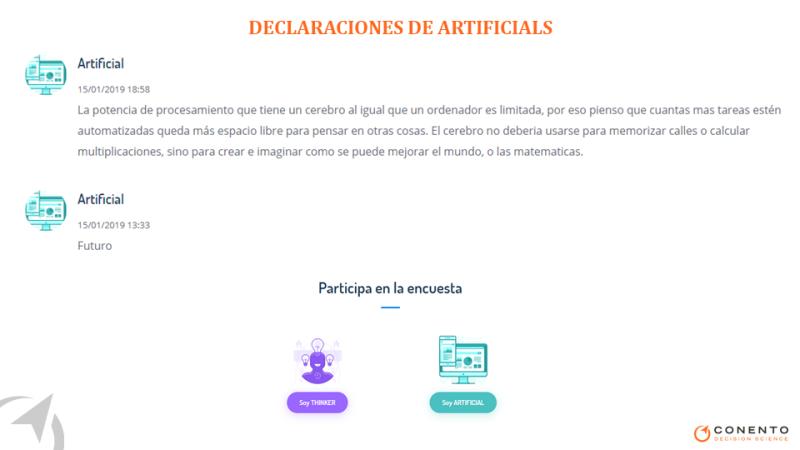 DECLARACIONES DE ARTIFICIALS
Artificial
15/01/2019 18:58
La potencia de procesamiento que tiene un cerebro al igual que un ordenador es limitada, por eso pienso que cuantas mas tareas estén
automatizadas queda más espacio libre para pensar en otras cosas. El cerebro no deberia usarse para memorizar calles o calcular
multiplicaciones, sino para crear e imaginar como se puede mejorar el mundo, o las matematicas.
Artificial
15/01/2019 13:33
Futuro
Participa en la encuesta
Soy THINKER
Soy ARTIFICIAL
CONENTO
DECISION SCIENCE